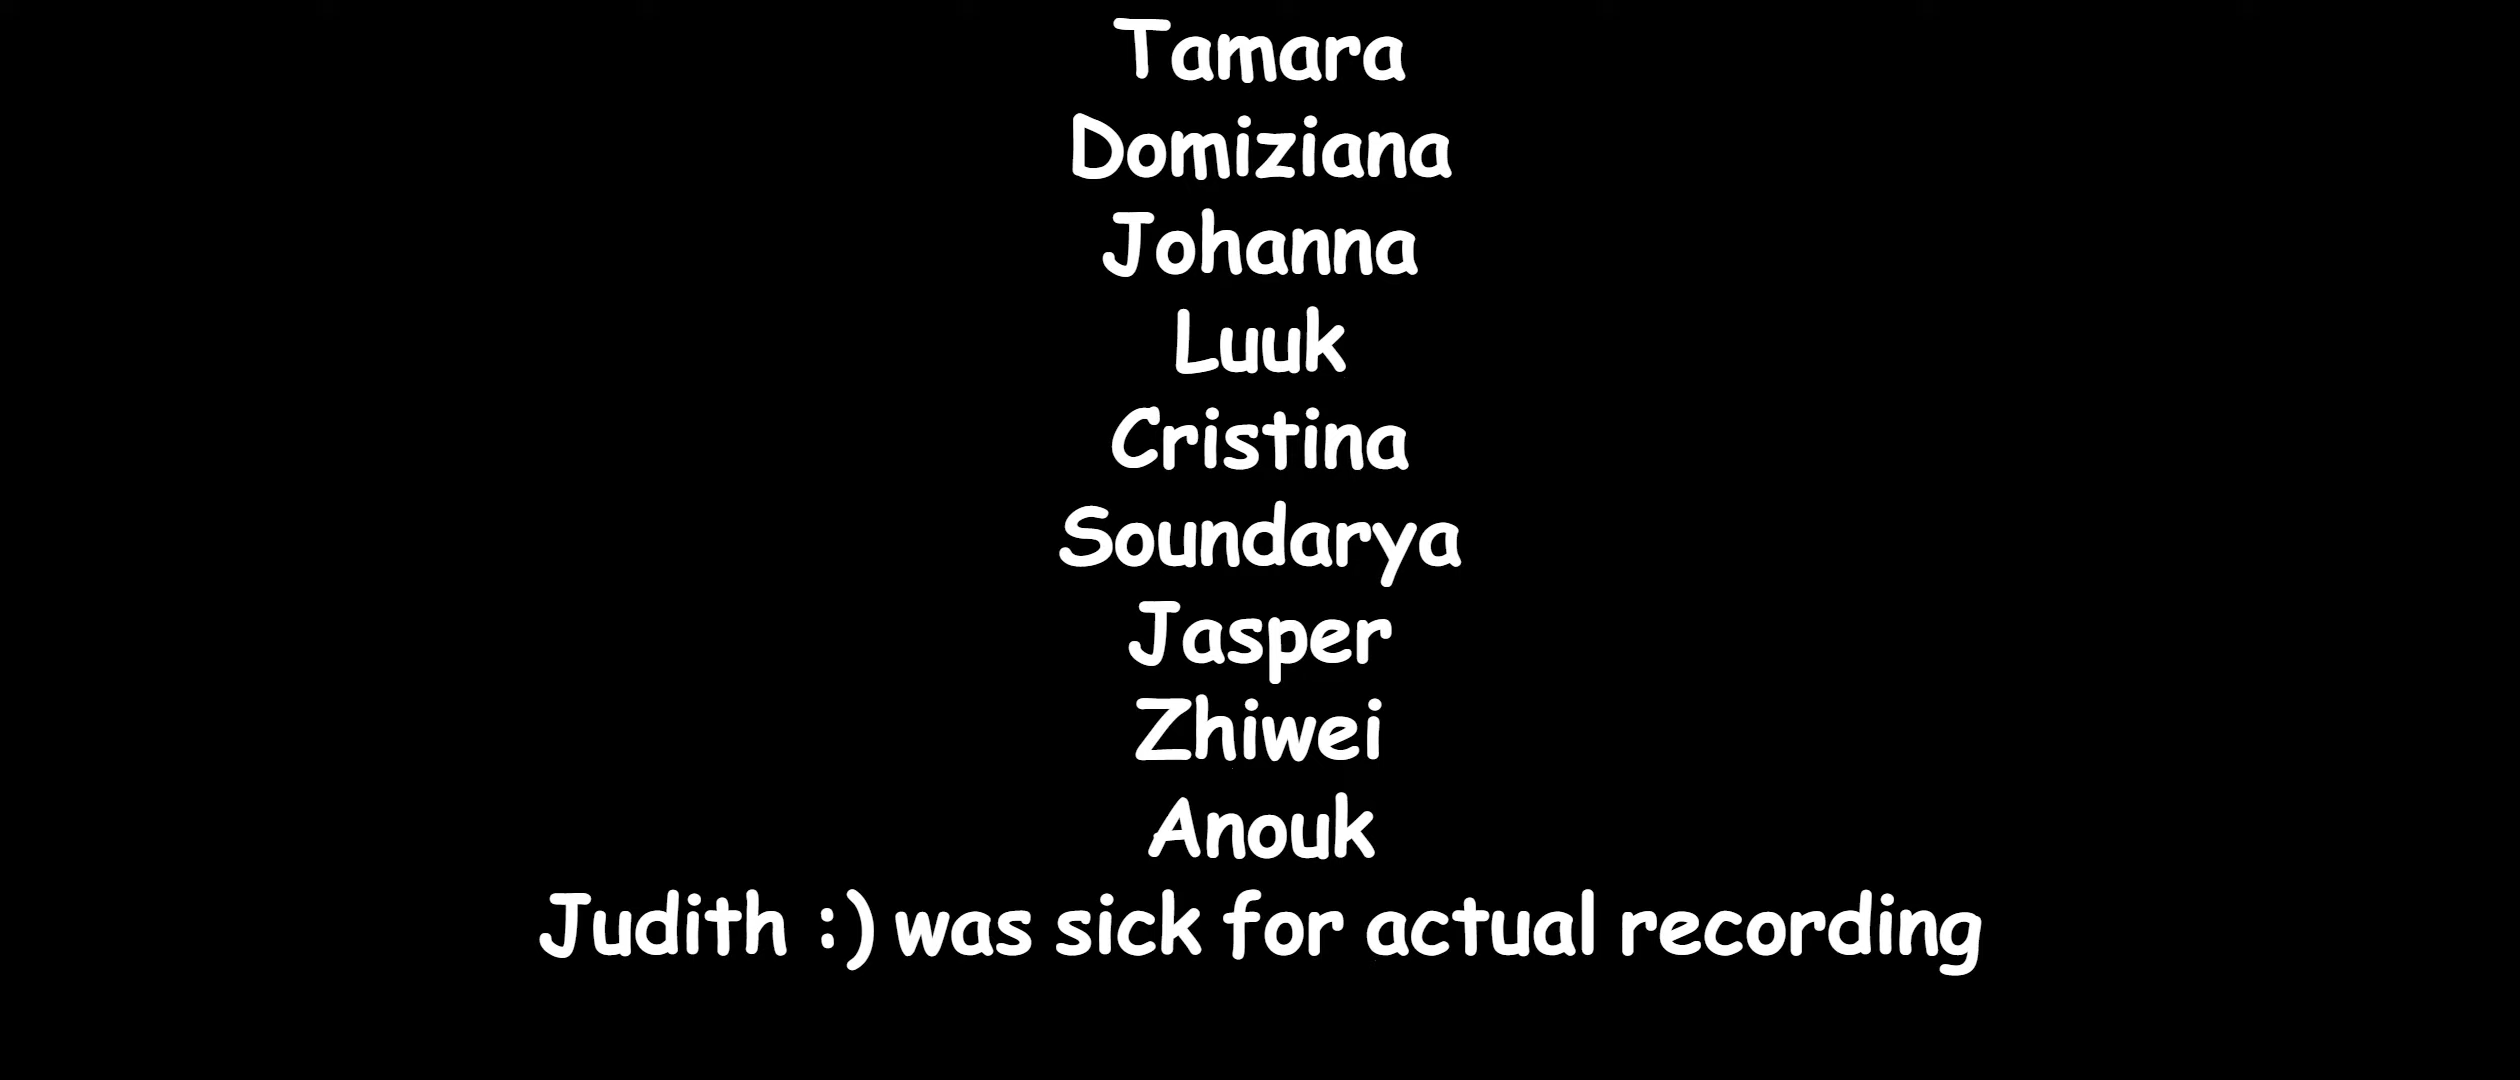 Tamara
Domiziana
Johanna
Luuk
Cristina
Soundarya
Jasper
Zhiwei
Anouk
Judith :) was sick for actual recording